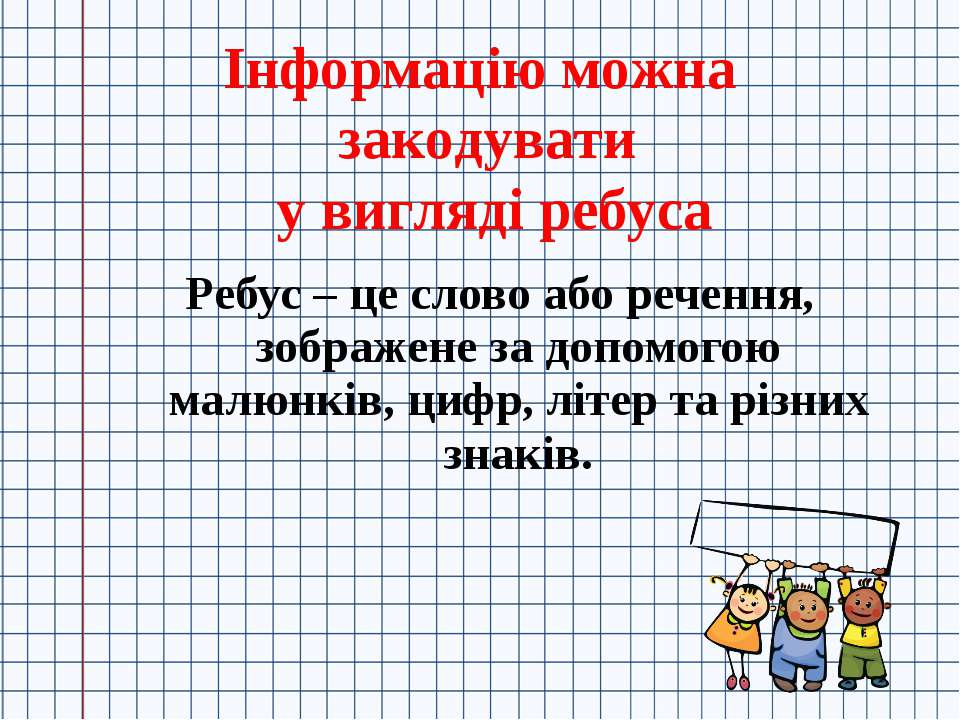 Інформацію можна
закодувати
у вигляді ребуса
Ребус – це слово або речення,
зображене за допомогою
малюнків, цифр, літер та різних
знаків.